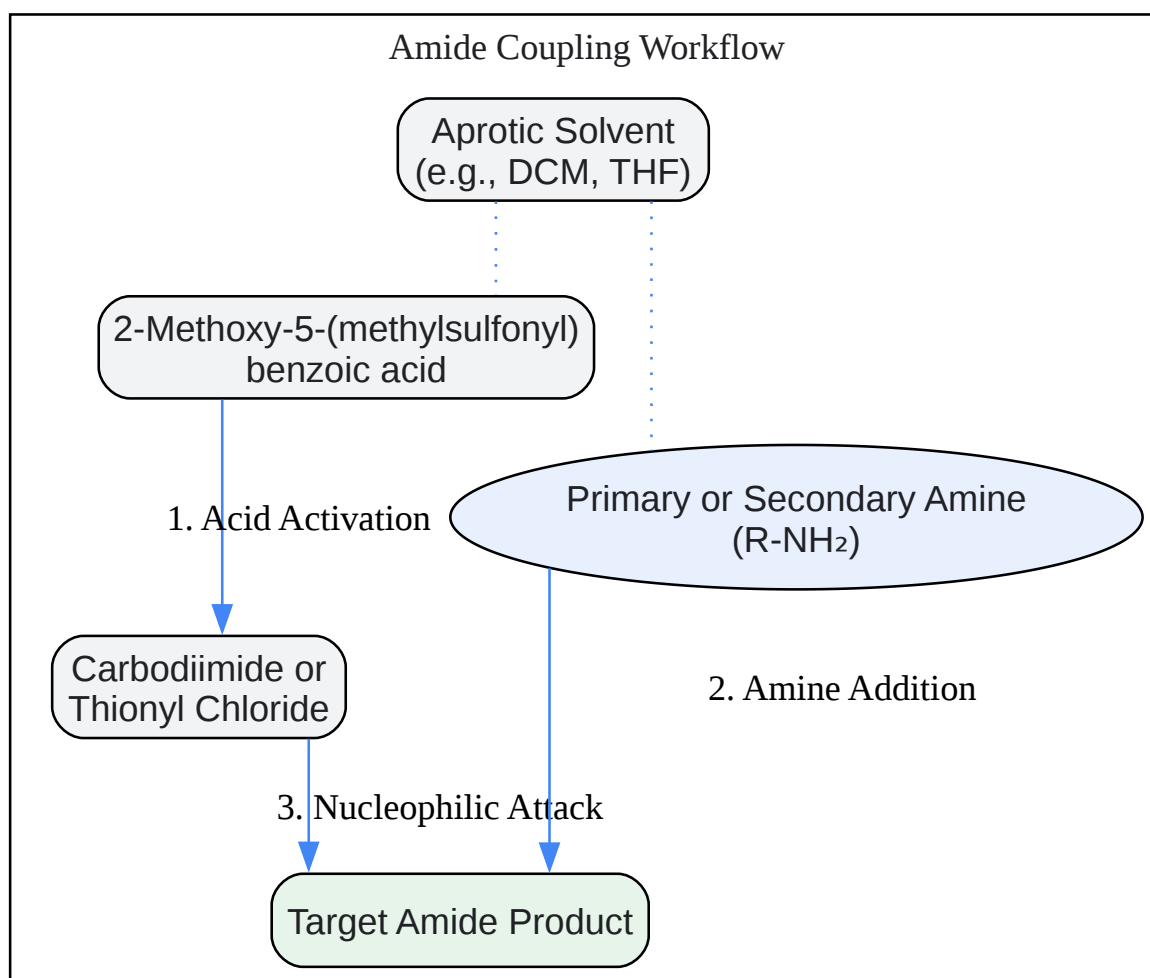 Amide Coupling Workflow
Aprotic Solvent
(e.g., DCM, THF)
2-Methoxy-5-(methylsulfonyl)
benzoic acid
1. Acid Activation
Primary or Secondary Amine
(R-NH₂)
Carbodiimide or
Thionyl Chloride
2. Amine Addition
3. Nucleophilic Attack
Target Amide Product